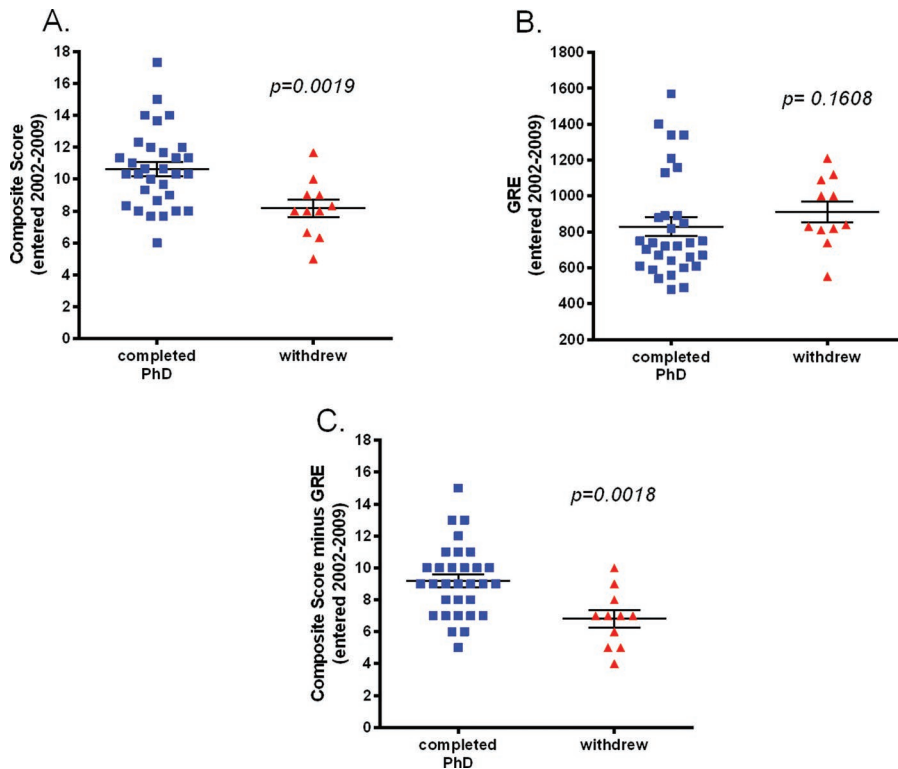 A.
Composite Score
(entered 2002-2009)
18
16
14
12
10
8
6
4
2
0
p=0.0019
completed
PhD
withdrew
B.
GRE
(entered 2002-2009)
1800
1600
1400
1200
1000
800
600
400
200
p= 0.1608
completed
PhD
withdrew
C.
Composite Score minus GRE
(entered 2002-2009)
18
16
14
12
10
8
6
4
2
0
p=0.0018
completed
PhD
withdrew